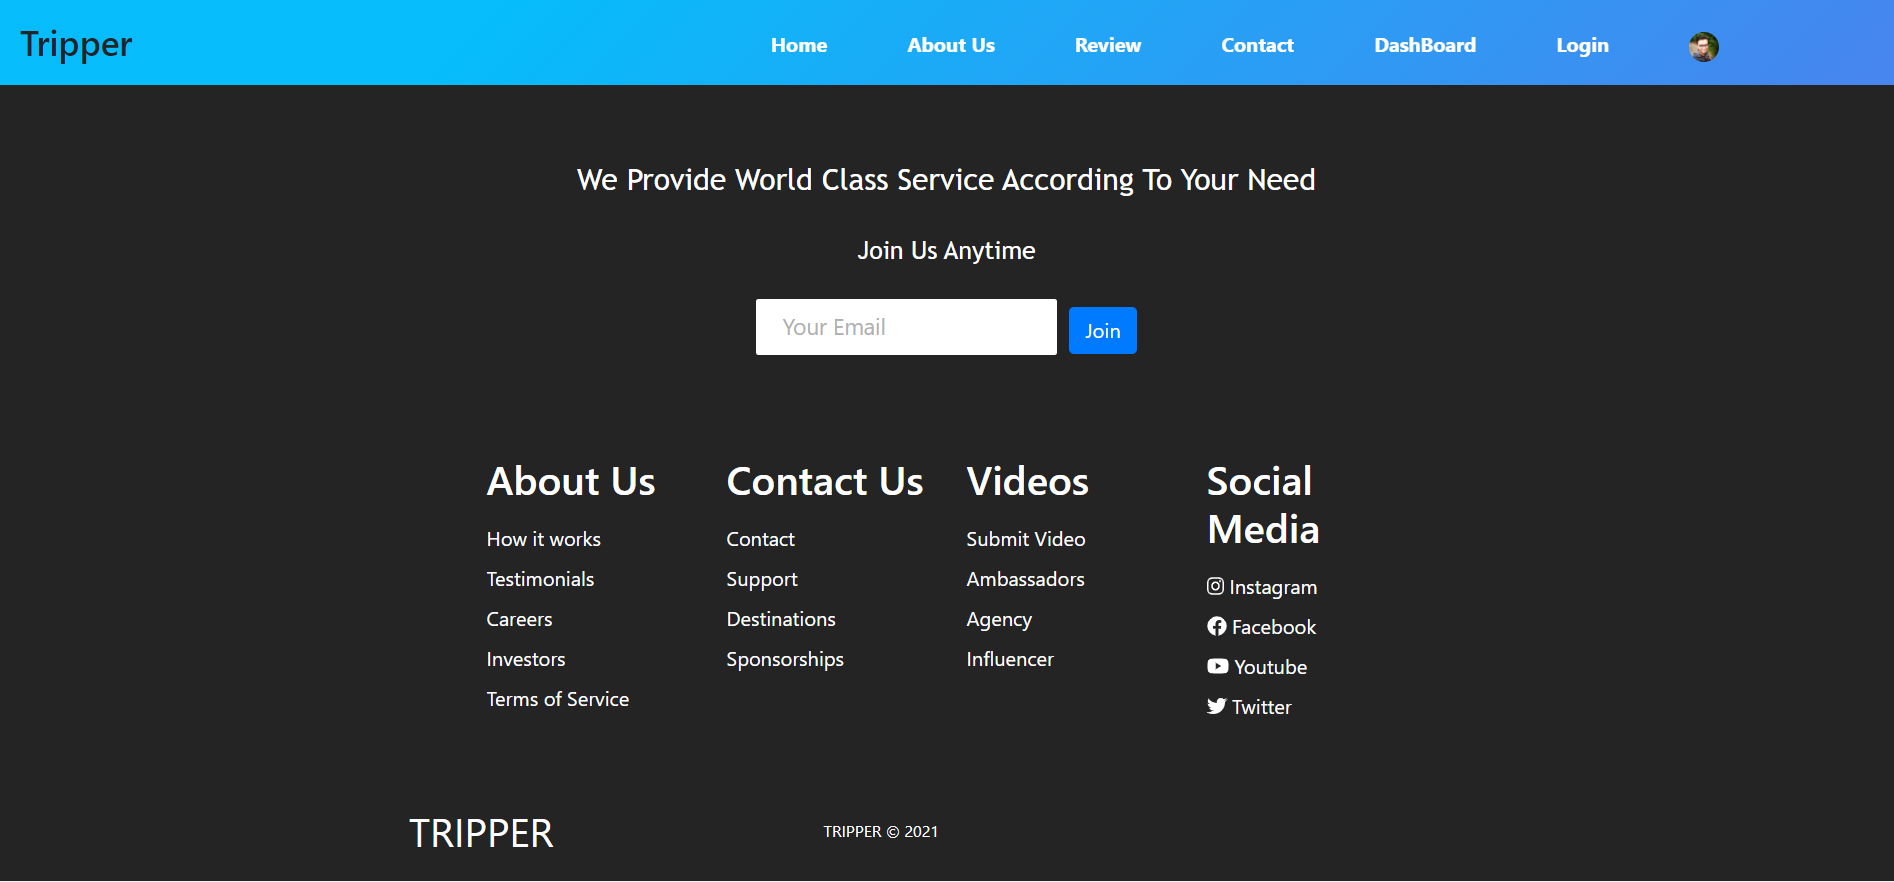 Tripper
Home About Us Review Contact DashBoard Login
We Provide World Class Service According To Your Need
Join Us Anytime
Your Email Join
About Us
How it works
Testimonials
Careers
Investors
Terms of Service
Contact Us
Contact
Support
Destinations
Sponsorships
Videos
Submit Video
Ambassadors
Agency
Influencer
Social
Media
Instagram
Facebook
Youtube
Twitter
TRIPPER
TRIPPER © 2021